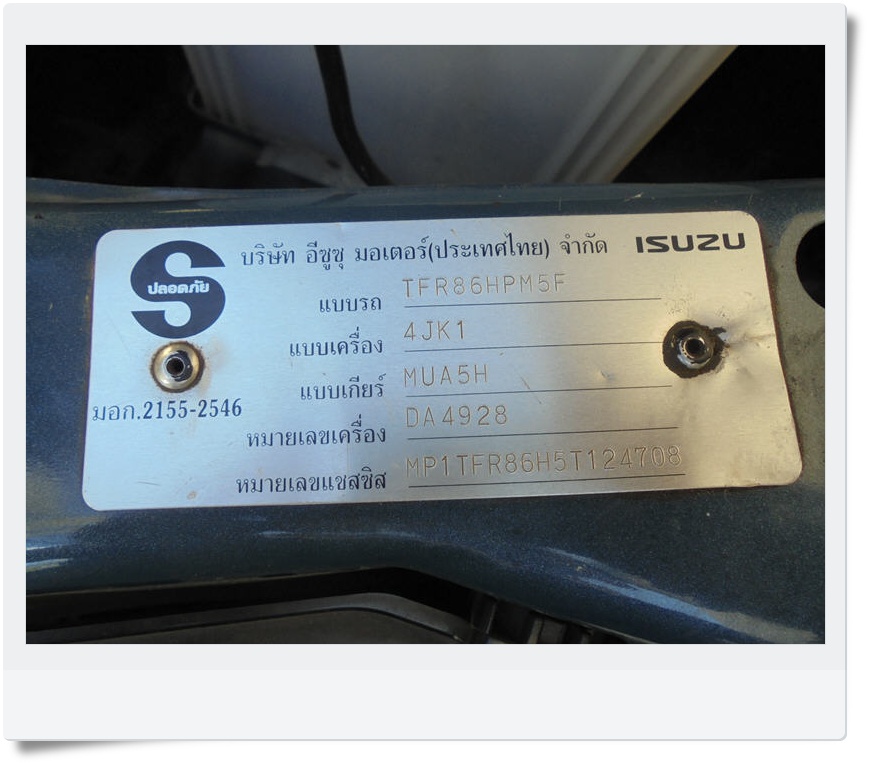 บริษัท อีซูซุ มอเตอร์(ประเทศไทย) จำกัด ISUZU
ปลอดภัย
แบบรถ TFR86HPM5F
แบบเครื่อง 4JK1
แบบเกียร์ MUA5H
มอก.2155-2546
หมายเลขเครื่อง DA4928
หมายเลขแชสซิส MP1TFR86H5T124708